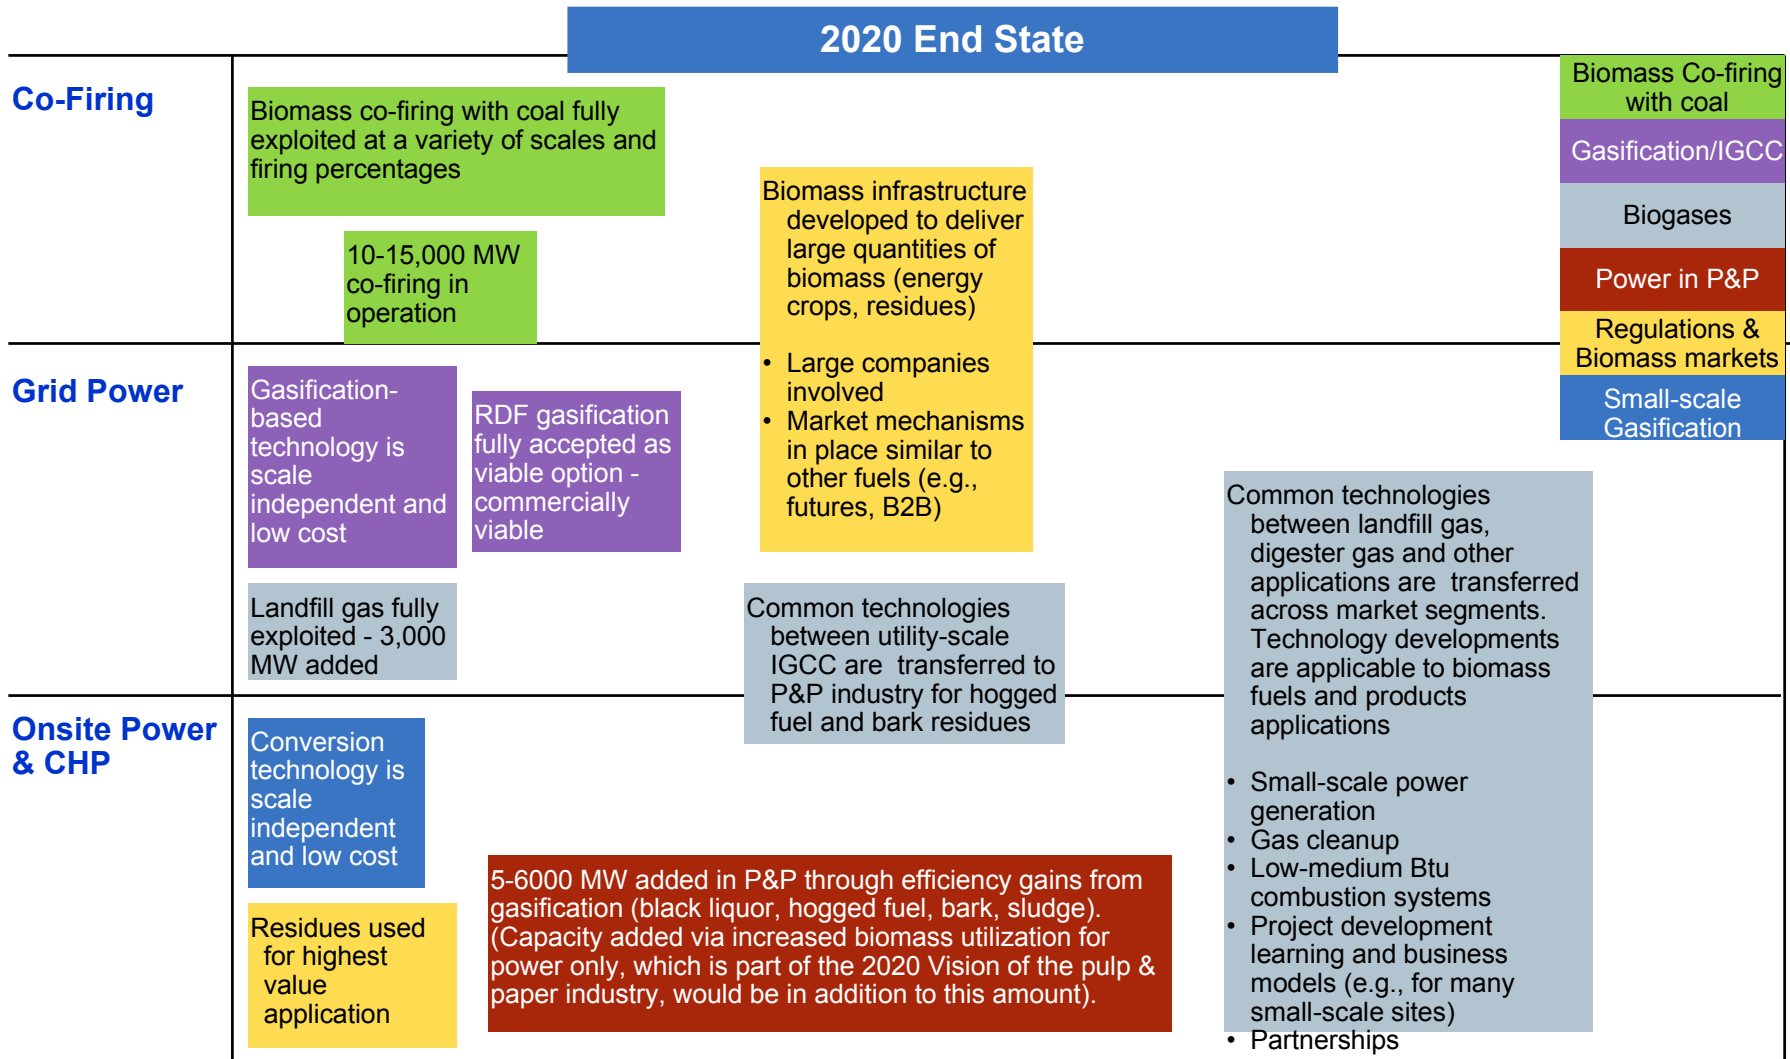 2020 End State
Co-Firing
Biomass co-firing with coal fully
exploited at a variety of scales and
firing percentages
10-15,000 MW
co-firing in
operation
Biomass infrastructure
developed to deliver
large quantities of
biomass (energy
crops, residues)
• Large companies
involved
• Market mechanisms
in place similar to
other fuels (e.g.,
futures, B2B)
Biomass Co-firing
with coal
Gasification/IGCC
Biogases
Power in P&P
Regulations &
Biomass markets
Small-scale
Gasification
Grid Power
Gasification-
based
technology is
scale
independent and
low cost
RDF gasification
fully accepted as
viable option -
commercially
viable
Landfill gas fully
exploited - 3,000
MW added
Common technologies
between utility-scale
IGCC are transferred to
P&P industry for hogged
fuel and bark residues
Common technologies
between landfill gas,
digester gas and other
applications are transferred
across market segments.
Technology developments
are applicable to biomass
fuels and products
applications
• Small-scale power
generation
• Gas cleanup
• Low-medium Btu
combustion systems
• Project development
learning and business
models (e.g., for many
small-scale sites)
• Partnerships
Onsite Power
& CHP
Conversion
technology is
scale
independent
and low cost
Residues used
for highest
value
application
5-6000 MW added in P&P through efficiency gains from
gasification (black liquor, hogged fuel, bark, sludge).
(Capacity added via increased biomass utilization for
power only, which is part of the 2020 Vision of the pulp &
paper industry, would be in addition to this amount).